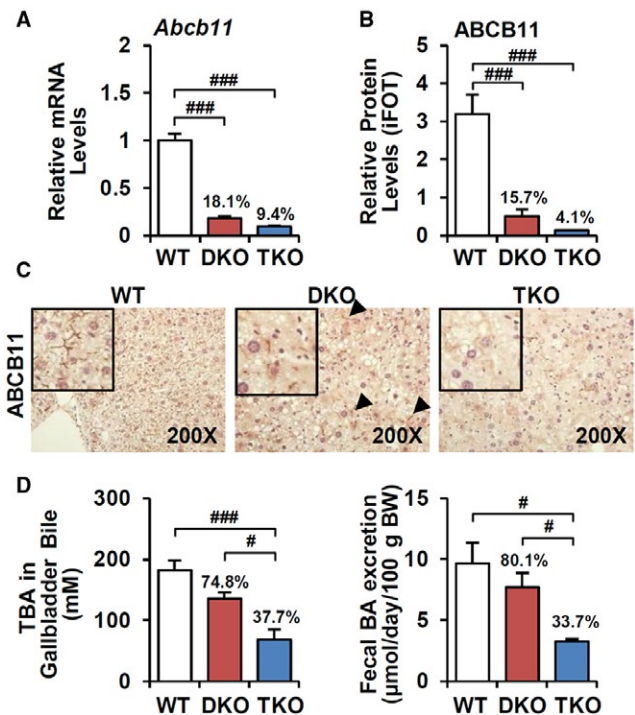 A
Abcb11
Relative mRNA
Levels
2
1.5
1
0.5
0
###
###
18.1%
9.4%
WT DKO TKO
B
ABCB11
Relative Protein
Levels (iFOT)
5
4
3
2
1
0
###
###
15.7%
4.1%
WT DKO TKO
C
WT DKO TKO
ABCB11
200X 200X 200X
D
TBA in
Gallbladder Bile
(mM)
300
200
100
0
###
#
74.8%
37.7%
WT DKO TKO
Fecal BA excretion
(μmol/day/100 g BW)
15
10
5
0
#
#
80.1%
33.7%
WT DKO TKO